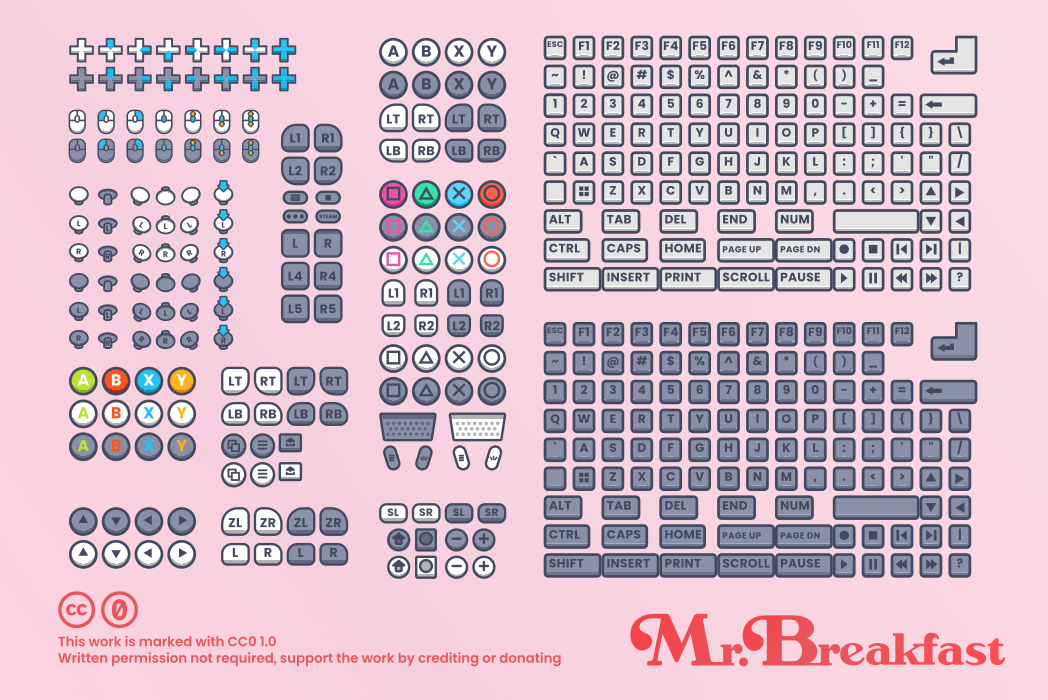 A B X Y
A B X Y
LT RT LT RT
LB RB LB RB
L1 R1
L2 R2
STEAM
L R
L4 R4
L5 R5
L L L L L L
R R R R R R
L L L L L L
R R R R R R
L1 R1 L1 R1
L2 R2 L2 R2
A B X Y
A B X Y
A B X Y
LT RT LT RT
LB RB LB RB
ZL ZR ZL ZR
L R L R
SL SR SL SR
ESC F1 F2 F3 F4 F5 F6 F7 F8 F9 F10 F11 F12
~ ! @ # $ % ^ & * ( ) _
1 2 3 4 5 6 7 8 9 0 - + =
Q W E R T Y U I O P [ ] { } \
` A S D F G H J K L : ; ' " /
Z X C V B N M , . < >
ALT TAB DEL END NUM
CTRL CAPS HOME PAGE UP PAGE DN |
SHIFT INSERT PRINT SCROLL PAUSE ?
ESC F1 F2 F3 F4 F5 F6 F7 F8 F9 F10 F11 F12
~ ! @ # $ % ^ & * ( ) _
1 2 3 4 5 6 7 8 9 0 - + =
Q W E R T Y U I O P [ ] { } \
` A S D F G H J K L : ; ' " /
Z X C V B N M , . < >
ALT TAB DEL END NUM
CTRL CAPS HOME PAGE UP PAGE DN |
SHIFT INSERT PRINT SCROLL PAUSE ?
CC 0
This work is marked with CC0 1.0
Written permission not required, support the work by crediting or donating
Mr. Breakfast